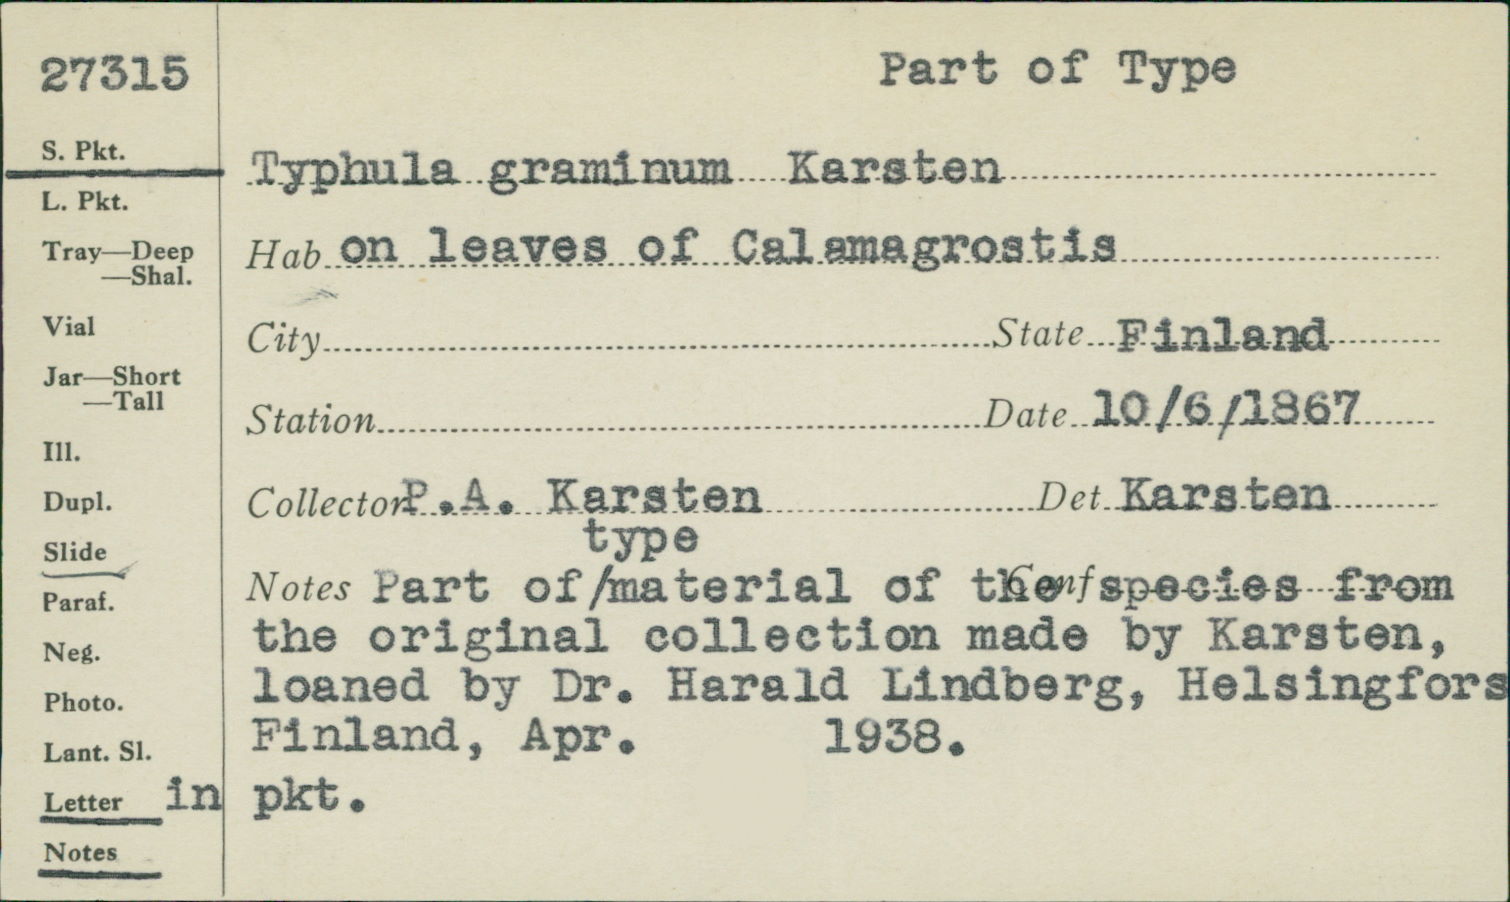 27315
Part of Type
S. Pkt.
Typhula graminum Karsten
L. Pkt.
Tray—Deep
—Shal.
Hab on leaves of Calamagrostis
Vial
City State Finland
Jar—Short
—Tall
Station Date 10/6/1867
Ill.
Dupl.
Collector P.A. Karsten Det Karsten
type
Slide
Notes Part of/material of the Conf species from
Paraf.
the original collection made by Karsten,
Neg.
loaned by Dr. Harald Lindberg, Helsingfors
Photo.
Finland, Apr. 1938.
Lant. Sl.
Letter in pkt.
Notes